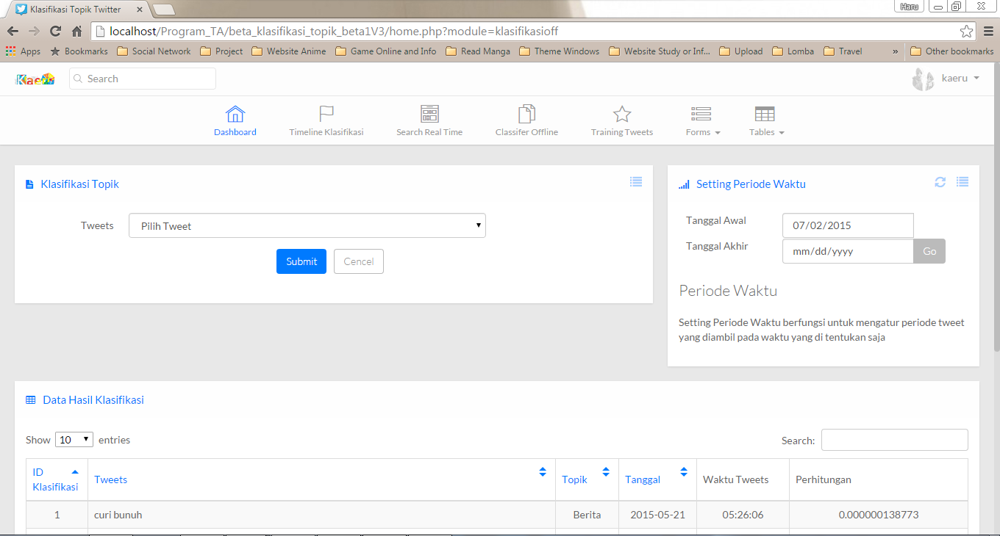 Klasifikasi Topik Twitter
Haru
localhost/Program_TA/beta_klasifikasi_topik_beta1V3/home.php?module=klasifikasioff
Apps Bookmarks Social Network Project Website Anime Game Online and Info Read Manga Theme Windows Website Study or Inf... Upload Lomba Travel » Other bookmarks
Search
kaeru
Dashboard Timeline Klasifikasi Search Real Time Classifer Offline Training Tweets Forms Tables
Klasifikasi Topik
Tweets Pilih Tweet
Submit Cencel
Setting Periode Waktu
Tanggal Awal 07/02/2015
Tanggal Akhir mm/dd/yyyy Go
Periode Waktu
Setting Periode Waktu berfungsi untuk mengatur periode tweet
yang diambil pada waktu yang di tentukan saja
Data Hasil Klasifikasi
Show 10 entries Search:
ID Klasifikasi Tweets Topik Tanggal Waktu Tweets Perhitungan
1 curi bunuh Berita 2015-05-21 05:26:06 0.000000138773